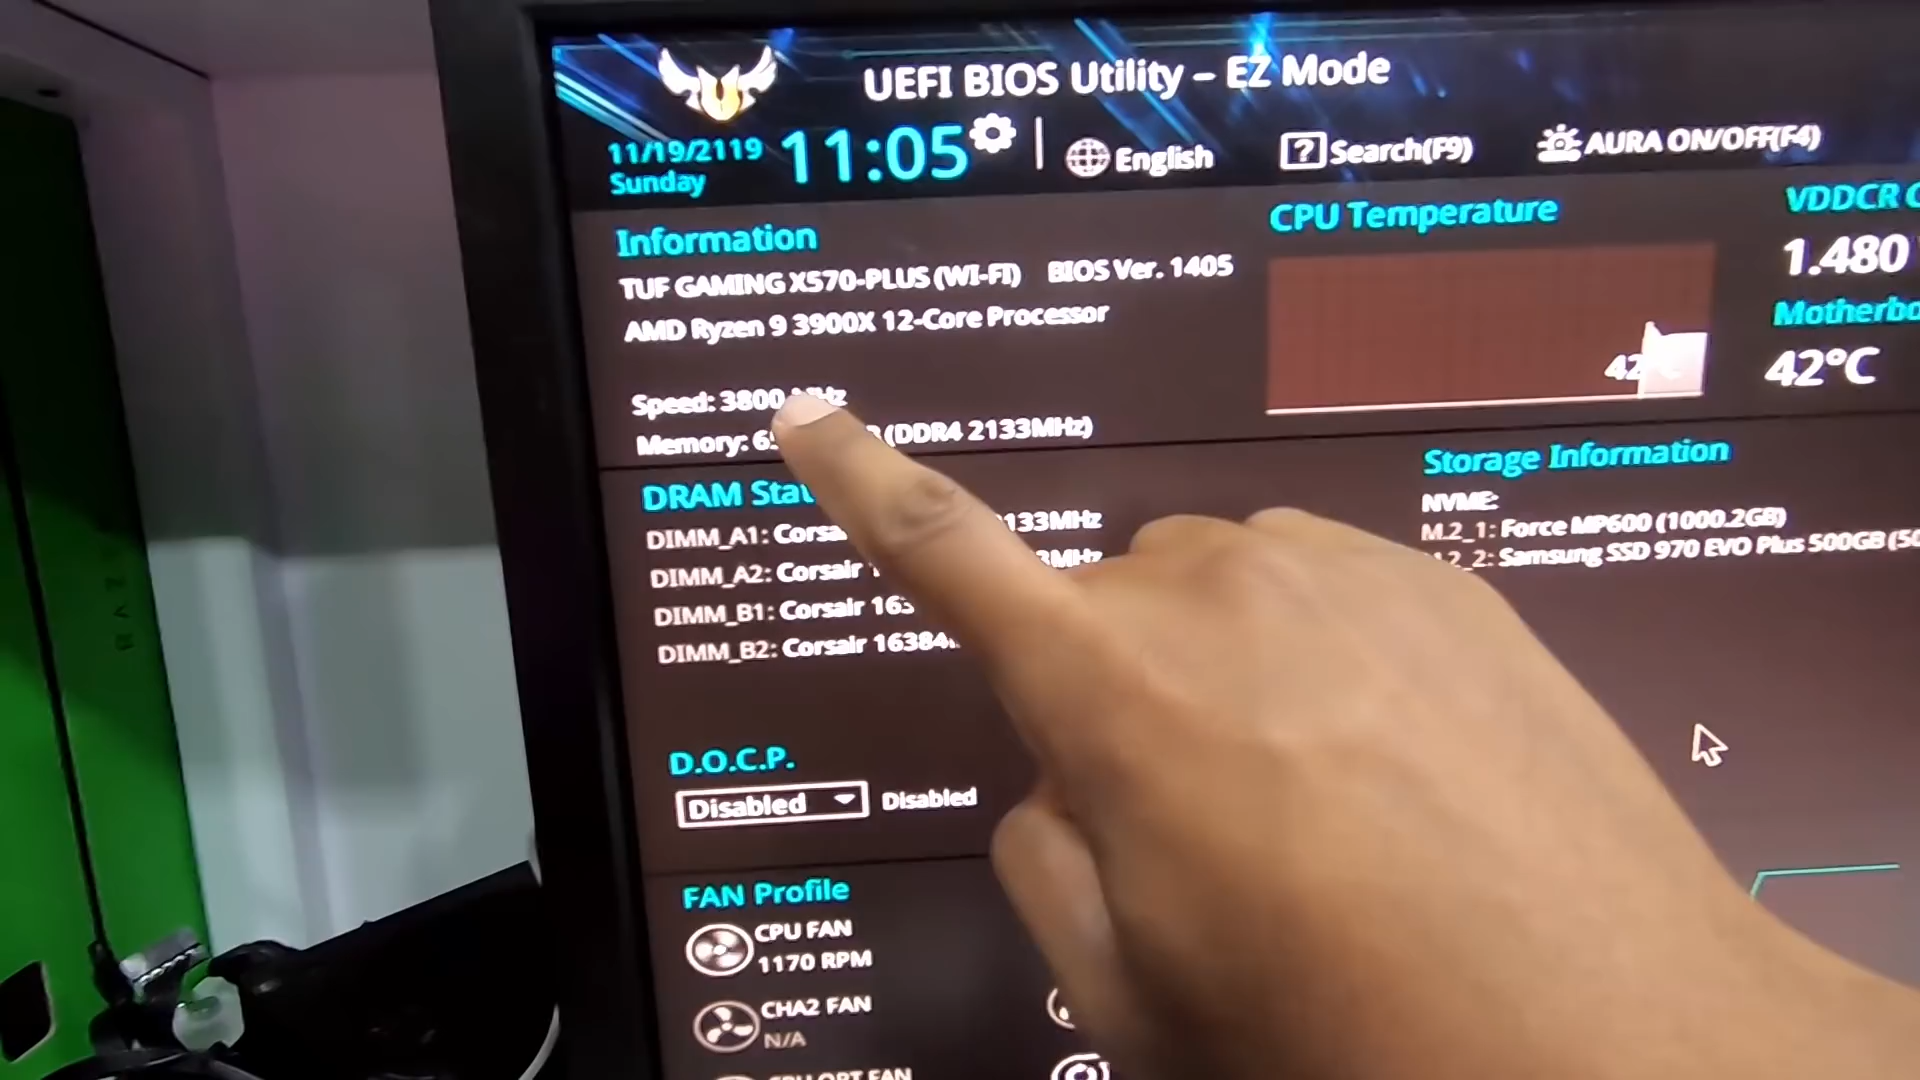 UEFI BIOS Utility – EZ Mode
11/19/2119
Sunday
11:05
English
Search(F9)
AURA ON/OFF(F4)
Information
TUF GAMING X570-PLUS (WI-FI) BIOS Ver. 1405
AMD Ryzen 9 3900X 12-Core Processor
Speed: 3800 MHz
Memory: (DDR4 2133MHz)
CPU Temperature
42°C
VDDCR
1.480
42°C
DRAM
DIMM_A1:
DIMM_A2: Corsair
DIMM_B1: Corsair
DIMM_B2: Corsair
Storage Information
NVME:
M.2_1: Force MP600 (1000.2GB)
Samsung SSD 970 EVO Plus 500GB
D.O.C.P.
Disabled Disabled
FAN Profile
CPU FAN
1170 RPM
CHA2 FAN
N/A